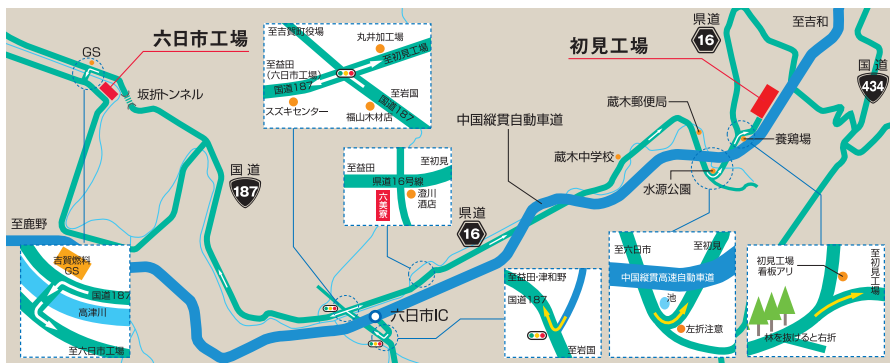 GS
六日市工場
坂折トンネル
国道
187
至鹿野
吉賀燃料
GS
国道187
高津川
至六日市工場
至吉賀町役場
丸井加工場
至初見工場
至益田
(六日市工場)
国道187
至岩国
国道187
スズキセンター
福山木材店
至益田
至初見
県道16号線
六美寮
澄川
酒店
中国縦貫自動車道
県道
16
六日市IC
至益田・津和野
国道187
至岩国
県道
16
至吉和
初見工場
国道
434
蔵木郵便局
養鶏場
蔵木中学校
水源公園
至六日市
至初見
中国縦貫高速自動車道
池
左折注意
初見工場
看板アリ
至初見工場
林を抜けると右折